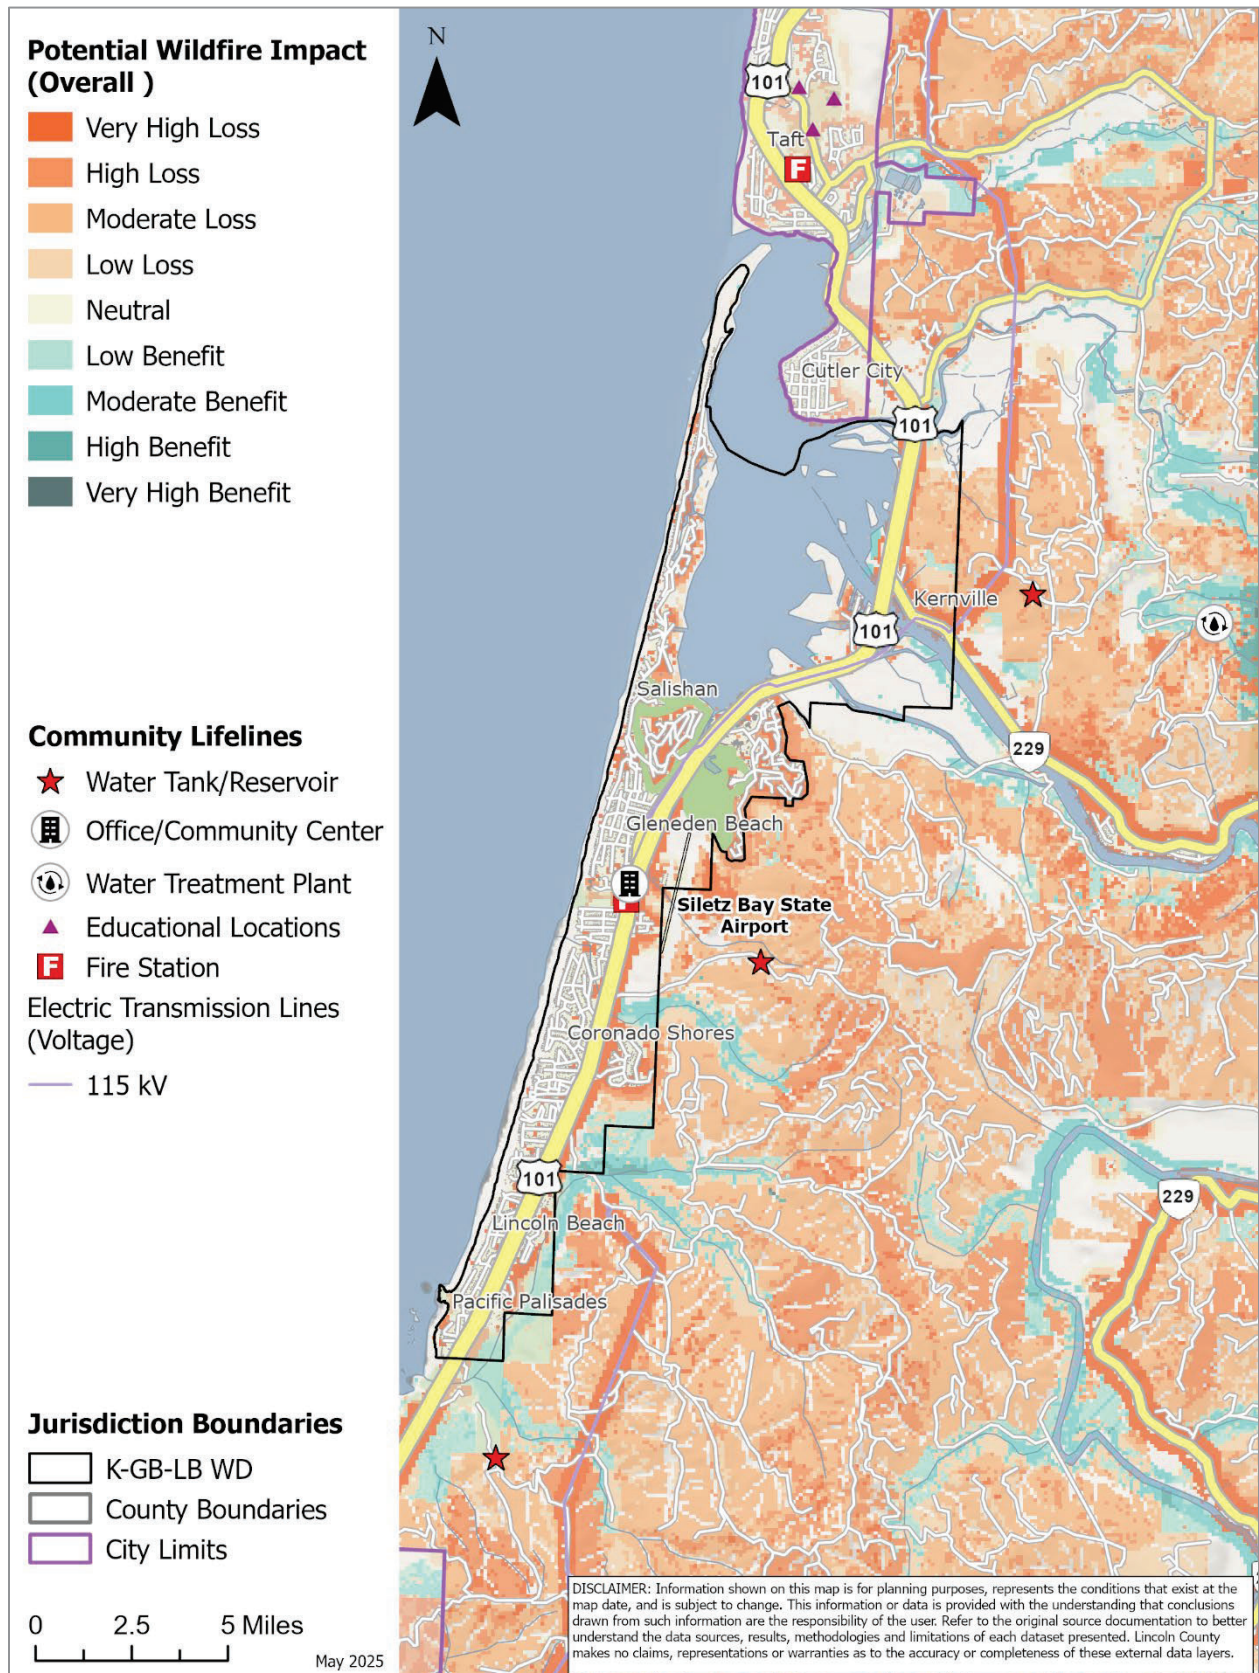 Potential Wildfire Impact
(Overall )
Very High Loss
High Loss
Moderate Loss
Low Loss
Neutral
Low Benefit
Moderate Benefit
High Benefit
Very High Benefit
Community Lifelines
Water Tank/Reservoir
Office/Community Center
Water Treatment Plant
Educational Locations
F Fire Station
Electric Transmission Lines
(Voltage)
115 kV
Jurisdiction Boundaries
K-GB-LB WD
County Boundaries
City Limits
0 2.5 5 Miles
May 2025
N
101
Taft
F
Cutler City
101
Kernville
101
Salishan
229
Gleneden Beach
F
Siletz Bay State
Airport
Coronado Shores
101
229
Lincoln Beach
Pacific Palisades
DISCLAIMER: Information shown on this map is for planning purposes, represents the conditions that exist at the
map date, and is subject to change. This information or data is provided with the understanding that conclusions
drawn from such information are the responsibility of the user. Refer to the original source documentation to better
understand the data sources, results, methodologies and limitations of each dataset presented. Lincoln County
makes no claims, representations or warranties as to the accuracy or completeness of these external data layers.